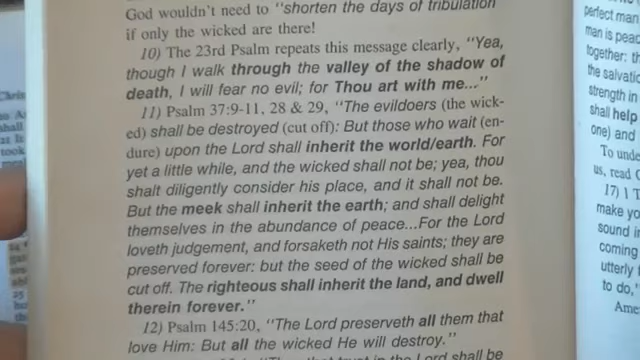 God wouldn't need to "shorten the days of tribulation
if only the wicked are there!
10) The 23rd Psalm repeats this message clearly, "Yea,
though I walk through the valley of the shadow of
death, I will fear no evil; for Thou art with me..."
11) Psalm 37:9-11, 28 & 29, "The evildoers (the wick-
ed) shall be destroyed (cut off): But those who wait (en-
dure) upon the Lord shall inherit the world/earth. For
yet a little while, and the wicked shall not be; yea, thou
shalt diligently consider his place, and it shall not be.
But the meek shall inherit the earth; and shall delight
themselves in the abundance of peace...For the Lord
loveth judgement, and forsaketh not His saints; they are
preserved forever: but the seed of the wicked shall be
cut off. The righteous shall inherit the land, and dwell
therein forever."
12) Psalm 145:20, "The Lord preserveth all them that
love Him: But all the wicked He will destroy."
trust in the Lord shall be
perfect man
man is peac
together: th
the salvatio
strength in
shall help
one) and
To unde
us, read
17) 1 T
make yo
sound i
coming
utterly
to do,"
Ame